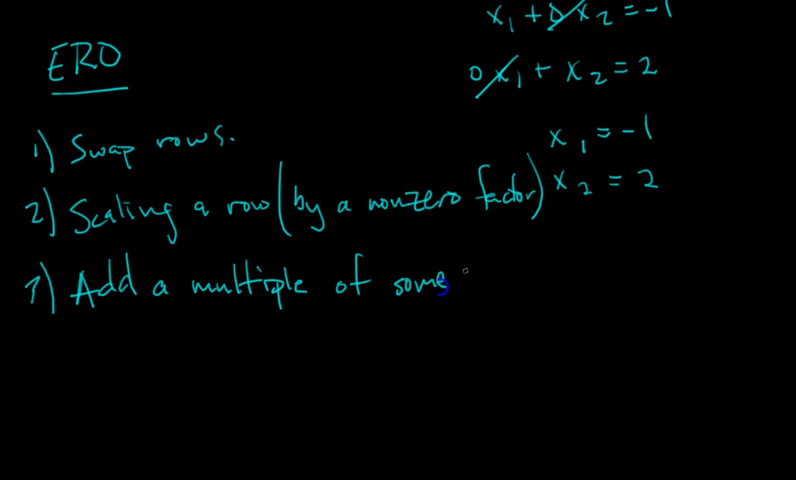 x₁ + 0x₂ = -1
ERO
0x₁ + x₂ = 2
1) Swap rows.
x₁ = -1
2) Scaling a row (by a nonzero factor)
x₂ = 2
3) Add a multiple of some